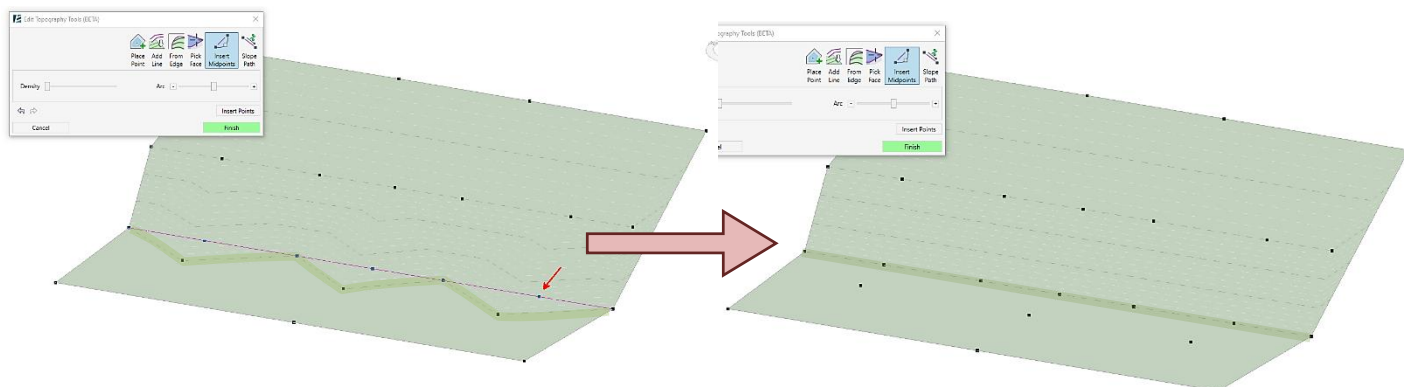 Edit Topography Tools (BETA)
Place Point
Add Line
From Edge
Pick Face
Insert Midpoints
Slope Path
Density
Arc - +
Insert Points
Cancel
Finish
ography Tools (BETA)
Place Point
Add Line
From Edge
Pick Face
Insert Midpoints
Slope Path
Arc - +
Insert Points
el
Finish